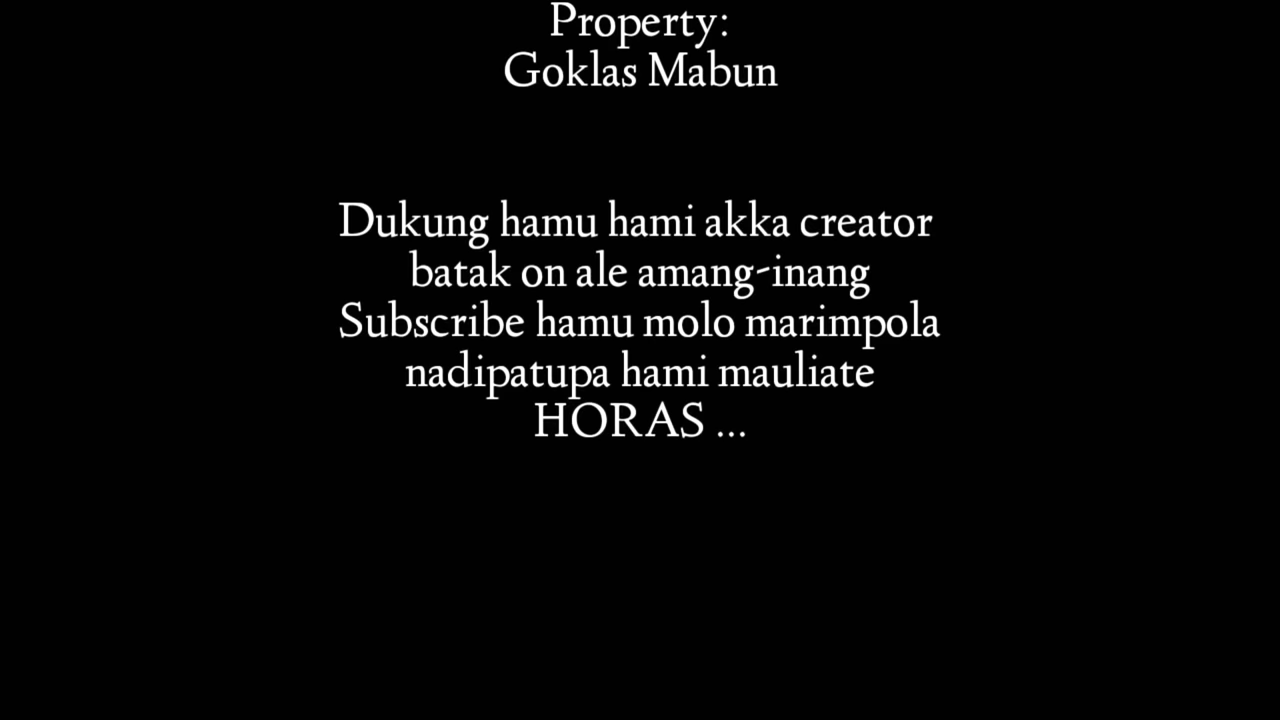 Property:
Goklas Mabun
Dukung hamu hami akka creator
batak on ale amang-inang
Subscribe hamu molo marimpola
nadipatupa hami mauliate
HORAS ...